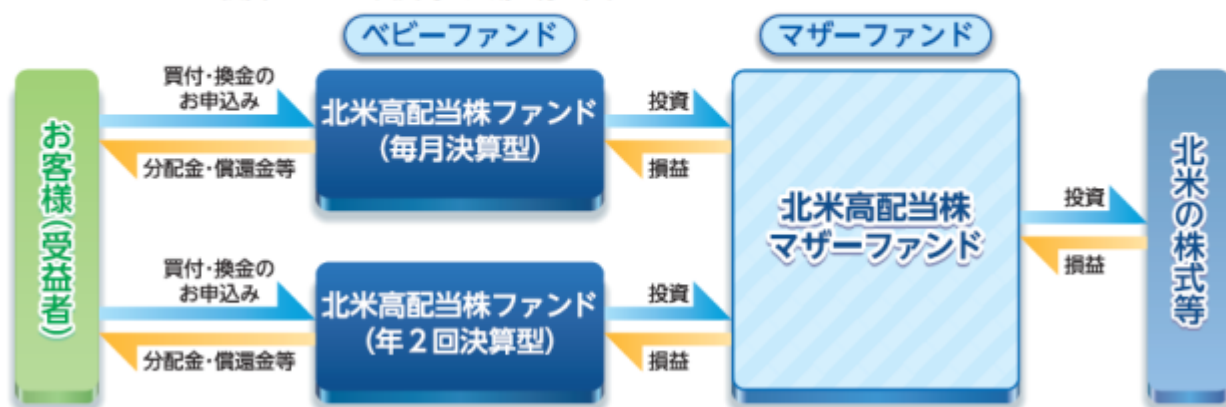 ベビーファンド
マザーファンド
お客様(受益者)
買付・換金の
お申込み
分配金・償還金等
北米高配当株ファンド
(毎月決算型)
投資
損益
買付・換金の
お申込み
分配金・償還金等
北米高配当株ファンド
(年2回決算型)
投資
損益
北米高配当株
マザーファンド
投資
損益
北米の株式等